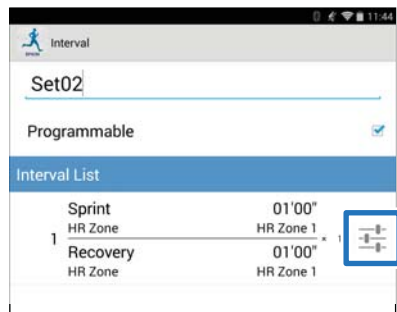 11:44
EPSON
Interval
Set02
Programmable
Interval List
1
Sprint 01'00"
HR Zone HR Zone 1
× 1
Recovery 01'00"
HR Zone HR Zone 1